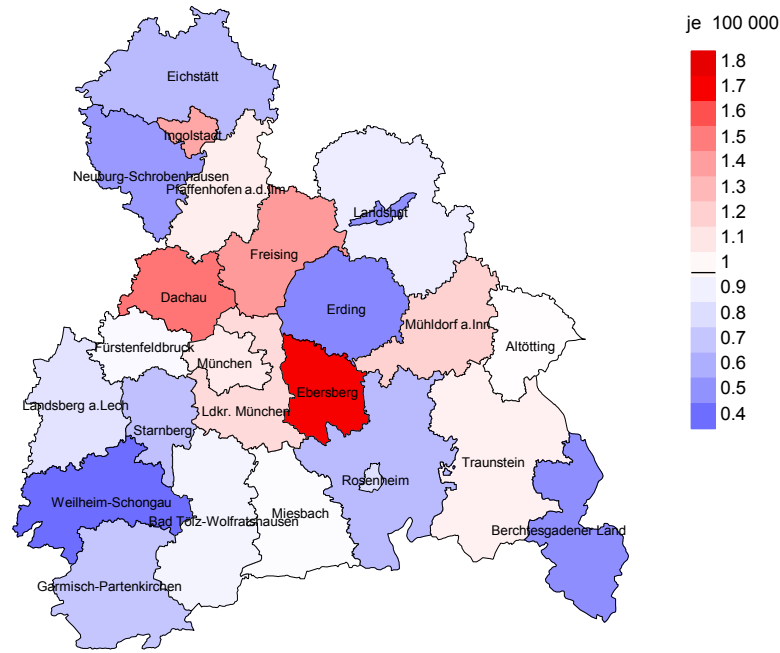 je 100 000
1.8
1.7
1.6
1.5
1.4
1.3
1.2
1.1
1
0.9
0.8
0.7
0.6
0.5
0.4
Eichstätt
Ingolstadt
Neuburg-Schrobenhausen
Pfaffenhofen a.d.Ilm
Landshut
Freising
Dachau
Erding
Mühldorf a.Inn
Altötting
Fürstenfeldbruck
München
Ebersberg
Landsberg a.Lech
Ldkr. München
Starnberg
Traunstein
Rosenheim
Weilheim-Schongau
Miesbach
Bad Tölz-Wolfratshausen
Berchtesgadener Land
Garmisch-Partenkirchen